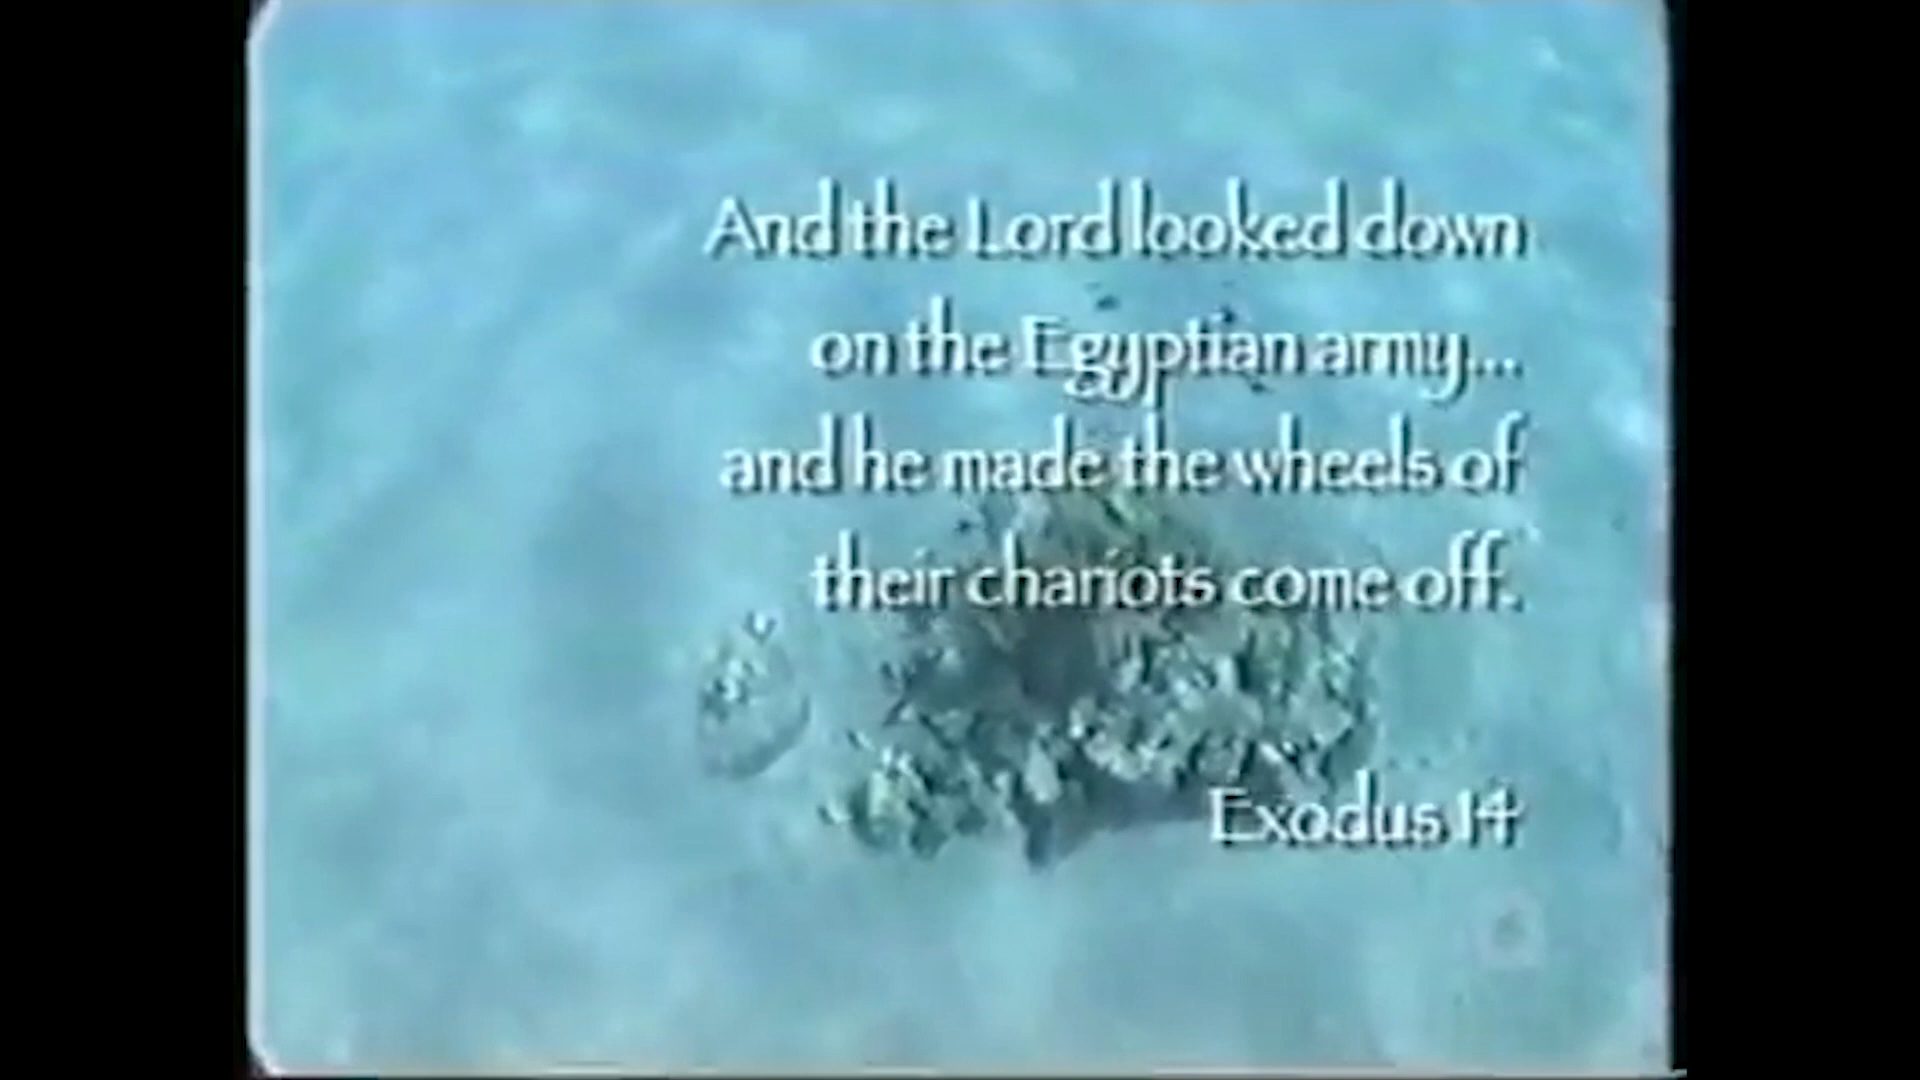 And the Lord looked down
on the Egyptian army...
and he made the wheels of
their chariots come off.
Exodus 14